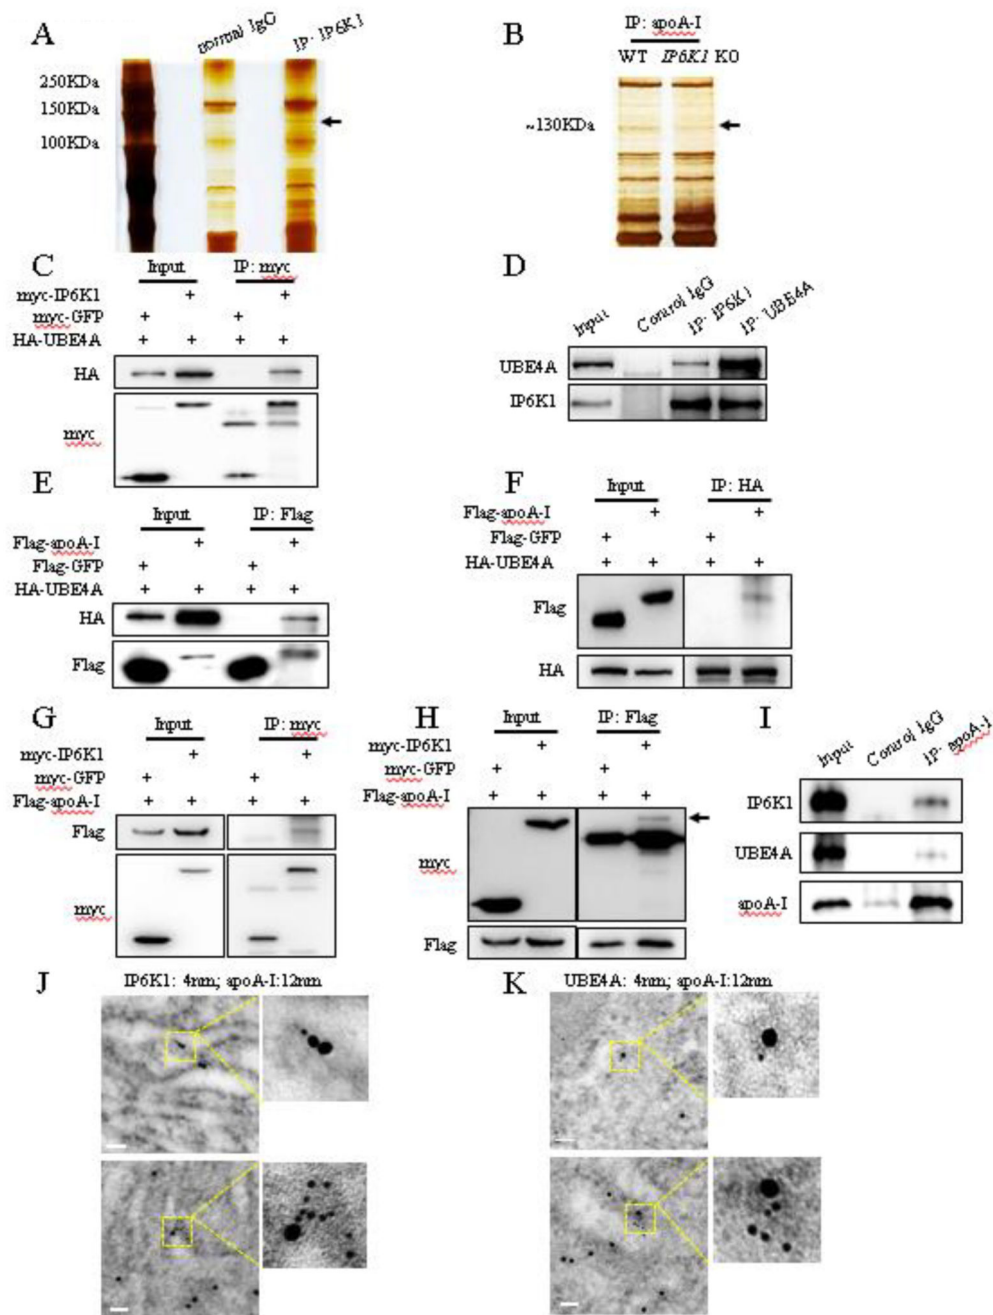 A
normal IgG
IP: IP6K1
250KDa
150KDa
100KDa
B
IP: apoA-I
WT IP6K1 KO
~130KDa
C
Input IP: myc
myc-IP6K1 + +
myc-GFP + +
HA-UBE4A + + + +
HA
myc
D
Input
Control IgG
IP: IP6K1
IP: UBE4A
UBE4A
IP6K1
E
Input IP: Flag
Flag-apoA-I + +
Flag-GFP + +
HA-UBE4A + + + +
HA
Flag
F
Input IP: HA
Flag-apoA-I + +
Flag-GFP + +
HA-UBE4A + + + +
Flag
HA
G
Input IP: myc
myc-IP6K1 + +
myc-GFP + +
Flag-apoA-I + + + +
Flag
myc
H
Input IP: Flag
myc-IP6K1 + +
myc-GFP + +
Flag-apoA-I + + + +
myc
Flag
I
Input
Control IgG
IP: apoA-I
IP6K1
UBE4A
apoA-I
J
IP6K1: 4nm; apoA-I:12nm
K
UBE4A: 4nm; apoA-I:12nm